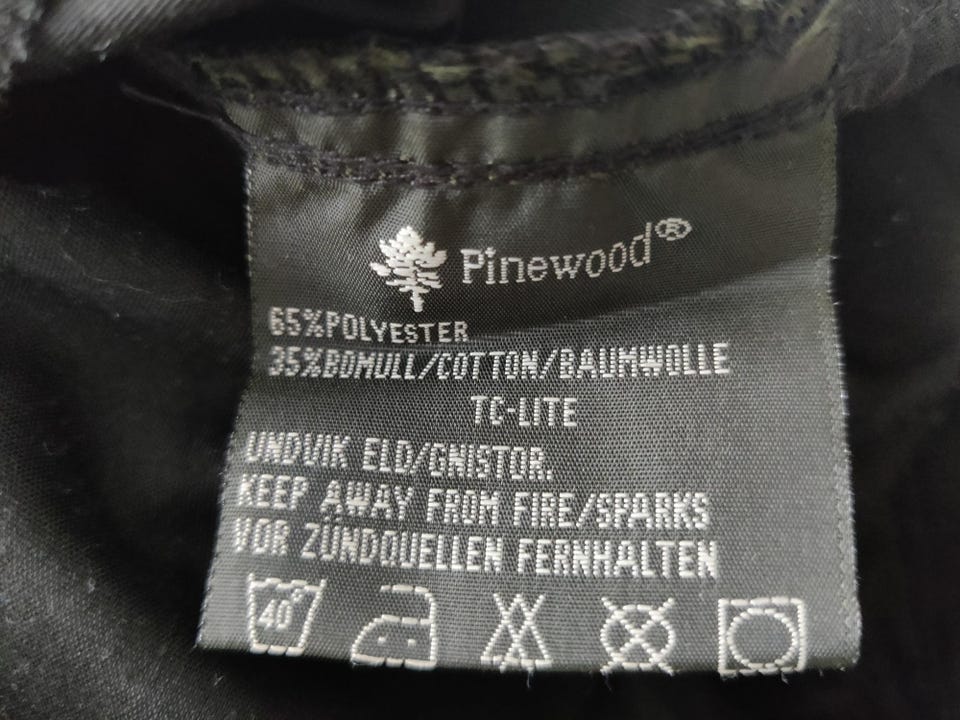 Pinewood®
65%POLYESTER
35%BOMULL/COTTON/BAUMWOLLE
TC-LITE
UNDVIK ELD/GNISTOR.
KEEP AWAY FROM FIRE/SPARKS
VOR ZÜNDQUELLEN FERNHALTEN
40°